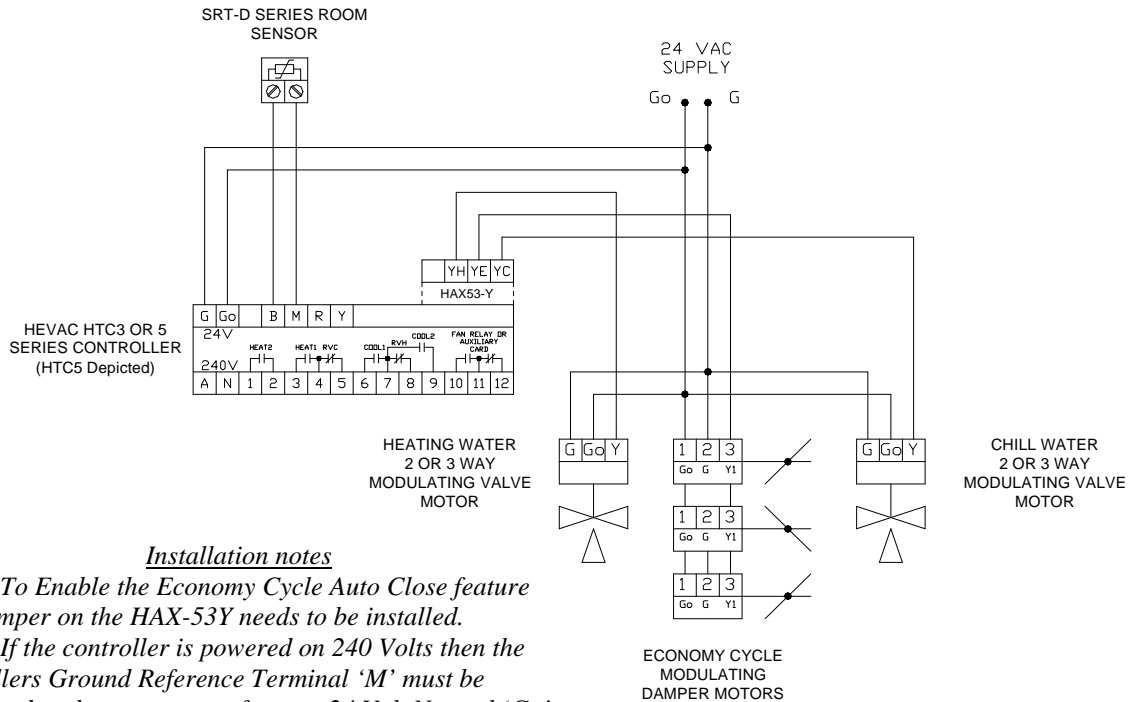 SRT-D SERIES ROOM
SENSOR
24 VAC
SUPPLY
Go G
YH YE YC
HAX53-Y
G Go B M R Y
24V
HEAT2 HEAT1 RVC COOL1 RVH COOL2 FAN RELAY OR
AUXILIARY
CARD
240V
A N 1 2 3 4 5 6 7 8 9 10 11 12
HEVAC HTC3 OR 5
SERIES CONTROLLER
(HTC5 Depicted)
HEATING WATER
2 OR 3 WAY
MODULATING VALVE
MOTOR
G Go Y
1 2 3
Go G Y1
1 2 3
Go G Y1
1 2 3
Go G Y1
G Go Y
CHILL WATER
2 OR 3 WAY
MODULATING VALVE
MOTOR
ECONOMY CYCLE
MODULATING
DAMPER MOTORS
Installation notes
To Enable the Economy Cycle Auto Close feature
mper on the HAX-53Y needs to be installed.
If the controller is powered on 240 Volts then the
llers Ground Reference Terminal ‘M’ must be